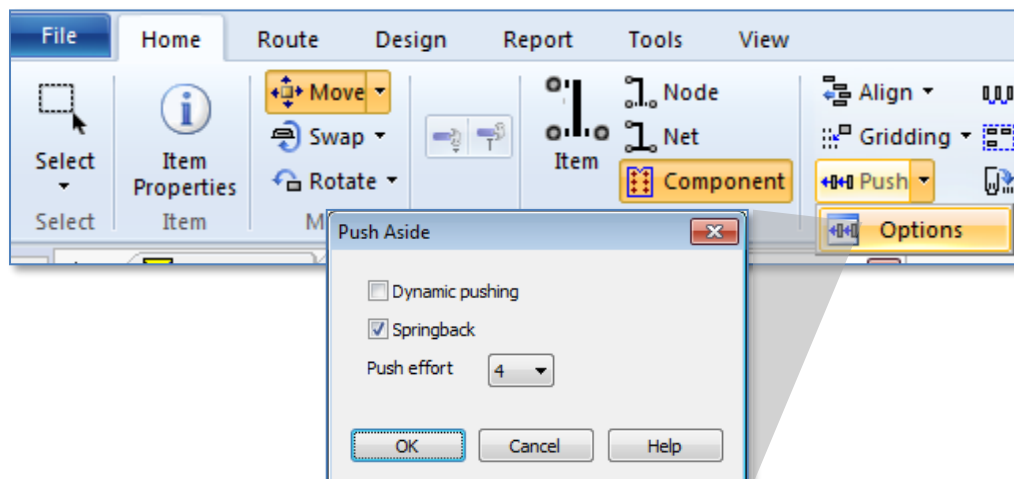 File Home Route Design Report Tools View
Select
Item
Properties
Move
Swap
Rotate
Item
Node
Net
Component
Align
Gridding
Push
Select Item M
Options
Push Aside
Dynamic pushing
Springback
Push effort 4
OK Cancel Help